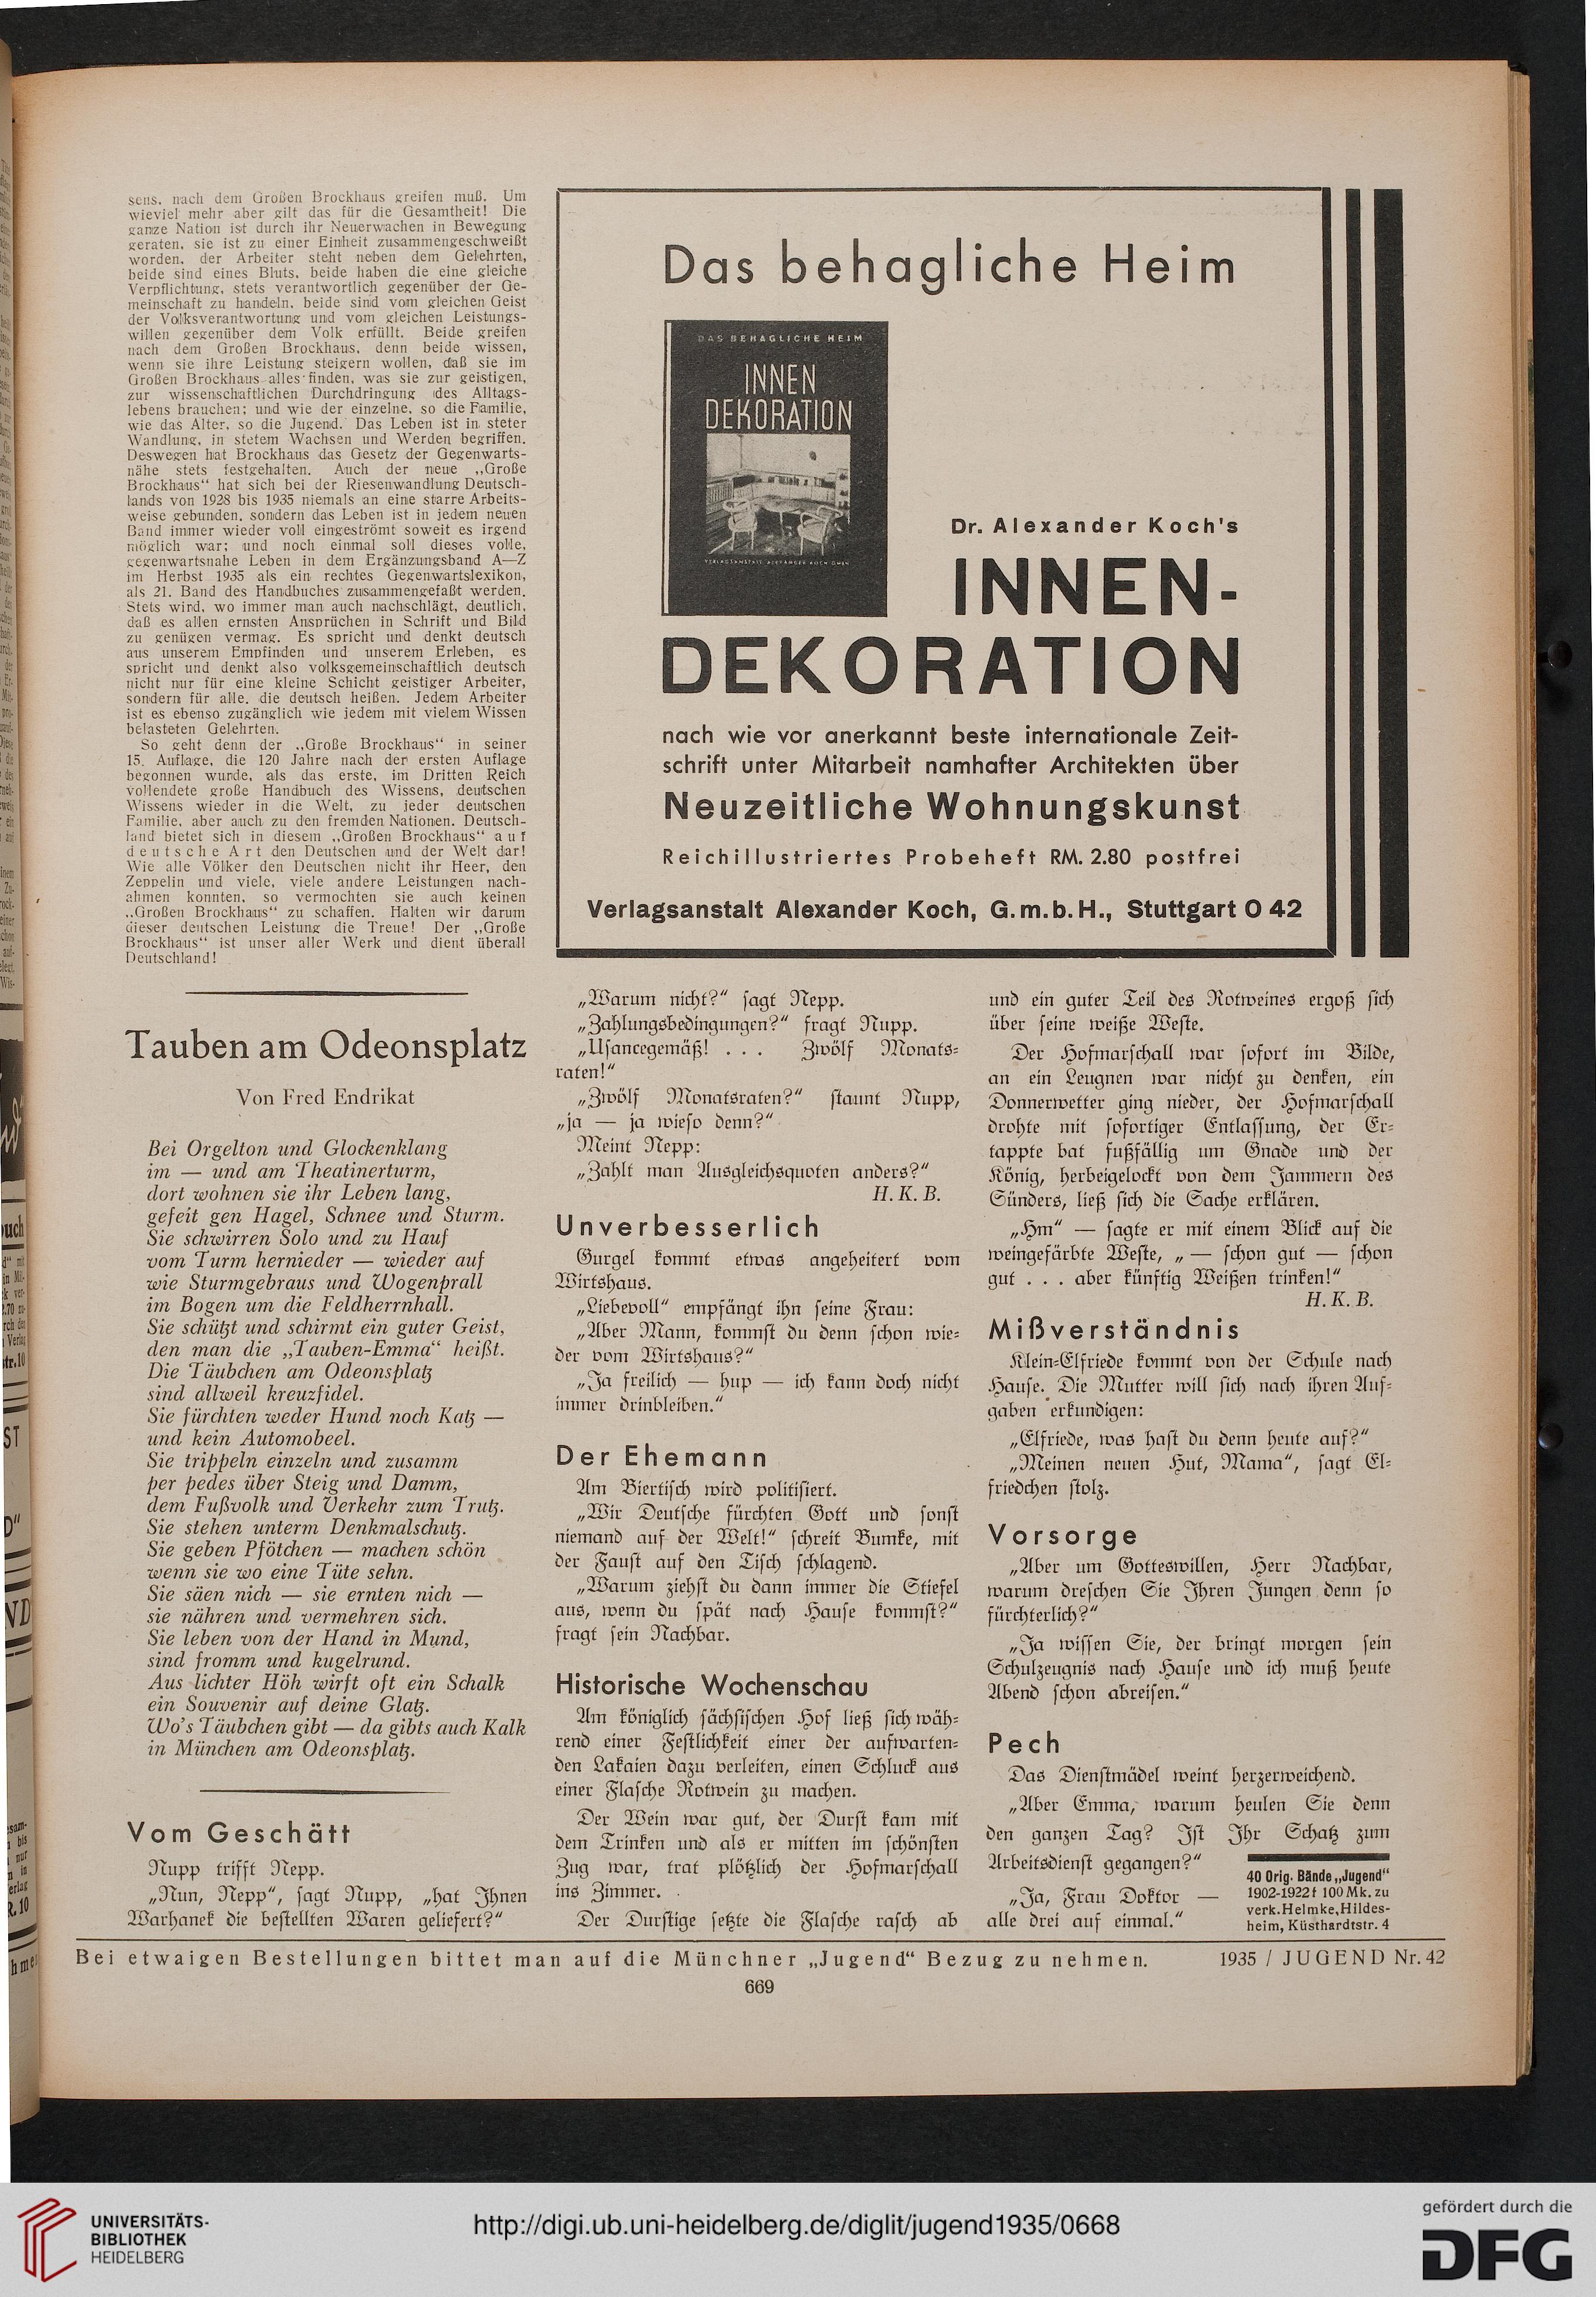 sens, nach dem Großen Brockhaus greifen muß. Um
wieviel mehr aber gilt das für die Gesamtheit! Die
ganze Nation ist durch ihr Neuerwachen in Bewegung
geraten, sie ist zu einer Einheit zusammengeschweißt
worden, der Arbeiter steht neben dem Gelehrten,
beide sind eines Bluts, beide haben die eine gleiche
Verpflichtung, stets verantwortlich gegenüber der Ge-
meinschaft zu handeln, beide sind vom gleichen Geist
der Volksverantwortung und vom gleichen Leistungs-
willen gegenüber dem Volk erfüllt. Beide greifen
nach dem Großen Brockhaus, denn beide wissen,
wenn sie ihre Leistung steigern wollen, daß sie im
Großen Brockhaus alles finden, was sie zur geistigen,
zur wissenschaftlichen Durchdringung des Alltags-
lebens brauchen; und wie der einzelne, so die Familie,
wie das Alter, so die Jugend. Das Leben ist in steter
Wandlung, in stetem Wachsen und Werden begriffen.
Deswegen hat Brockhaus das Gesetz der Gegenwarts-
nähe stets festgehalten. Auch der neue „Große
Brockhaus“ hat sich bei der Riesenwandlung Deutsch-
lands von 1928 bis 1935 niemals an eine starre Arbeits-
weise gebunden, sondern das Leben ist in jedem neuen
Band immer wieder voll eingeströmt soweit es irgend
möglich war; und noch einmal soll dieses volle,
gegenwartsnahe Leben in dem Ergänzungsband A—Z
im Herbst 1935 als ein rechtes Gegenwartslexikon,
als 21. Band des Handbuches zusammengefaßt werden.
Stets wird, wo immer man auch nachschlägt, deutlich,
daß es allen ernsten Ansprüchen in Schrift und Bild
zu genügen vermag. Es spricht und denkt deutsch
aus unserem Empfinden und unserem Erleben, es
spricht und denkt also volksgemeinschaftlich deutsch
nicht nur für eine kleine Schicht geistiger Arbeiter,
sondern für alle, die deutsch heißen. Jedem Arbeiter
ist es ebenso zugänglich wie jedem mit vielem Wissen
belasteten Gelehrten.
So geht denn der „Große Brockhaus“ in seiner
15. Auflage, die 120 Jahre nach der ersten Auflage
begonnen wurde, als das erste, im Dritten Reich
vollendete große Handbuch des Wissens, deutschen
Wissens wieder in die Welt, zu jeder deutschen
Familie, aber auch zu den fremden Nationen. Deutsch-
land bietet sich in diesem „Großen Brockhaus“ auf
deutsche Art den Deutschen und der Welt dar!
Wie alle Völker den Deutschen nicht ihr Heer, den
Zeppelin und viele, viele andere Leistungen nach-
ahmen konnten, so vermochten sie auch keinen
„Großen Brockhaus“ zu schaffen. Halten wir darum
dieser deutschen Leistung die Treue! Der „Große
Brockhaus“ ist unser aller Werk und dient überall
Deutschland!
Das behagliche Heim
DAS BEHAGLICHE HEIM
INNEN
DEKORATION
VERLAGSANSTALT ALEXANDER KOCH GMBH
Dr. Alexander Koch's
INNEN-
DEKORATION
nach wie vor anerkannt beste internationale Zeit-
schrift unter Mitarbeit namhafter Architekten über
Neuzeitliche Wohnungskunst
Reichillustriertes Probeheft RM. 2.80 postfrei
Verlagsanstalt Alexander Koch, G.m.b.H., Stuttgart O 42
Tauben am Odeonsplatz
Von Fred Endrikat
Bei Orgelton und Glockenklang
im — und am Theatinerturm,
dort wohnen sie ihr Leben lang,
gefeit gen Hagel, Schnee und Sturm.
Sie schwirren Solo und zu Hauf
vom Turm hernieder — wieder auf
wie Sturmgebraus und Wogenprall
im Bogen um die Feldherrnhall.
Sie schützt und schirmt ein guter Geist,
den man die „Tauben-Emma“ heißt.
Die Täubchen am Odeonsplatz
sind allweil kreuzfidel.
Sie fürchten weder Hund noch Katz —
und kein Automobeel.
Sie trippeln einzeln und zusamm
per pedes über Steig und Damm,
dem Fußvolk und Verkehr zum Trutz.
Sie stehen unterm Denkmalschutz.
Sie geben Pfötchen — machen schön
wenn sie wo eine Tüte sehn.
Sie säen nich — sie ernten nich —
sie nähren und vermehren sich.
Sie leben von der Hand in Mund,
sind fromm und kugelrund.
Aus lichter Höh wirft oft ein Schalk
ein Souvenir auf deine Glatz.
Wo's Täubchen gibt — da gibts auch Kalk
in München am Odeonsplatz.
Vom Geschätt
Nupp trifft Nepp.
„Nun, Nepp“, sagt Nupp, „hat Ihnen
Warhanek die bestellten Waren geliefert?“
„Warum nicht?“ sagt Nepp.
„Zahlungsbedingungen?“ fragt Nupp.
„Usancegemäß! . . . Zwölf Monats-
raten!“
„Zwölf Monatsraten?“ staunt Nupp,
„ja — ja wieso denn?“
Meint Nepp:
„Zahlt man Ausgleichsquoten anders?“
H. K. B.
Unverbesserlich
Gurgel kommt etwas angeheitert vom
Wirtshaus.
„Liebevoll“ empfängt ihn seine Frau:
„Aber Mann, kommst du denn schon wie-
der vom Wirtshaus?“
„Ja freilich — hup — ich kann doch nicht
immer drinbleiben.“
Der Ehemann
Am Biertisch wird politisiert.
„Wir Deutsche fürchten Gott und sonst
niemand auf der Welt!“ schreit Bumke, mit
der Faust auf den Tisch schlagend.
„Warum ziehst du dann immer die Stiefel
aus, wenn du spät nach Hause kommst?“
fragt sein Nachbar.
Historische Wochenschau
Am königlich sächsischen Hof ließ sich wäh-
rend einer Festlichkeit einer der aufwarten-
den Lakaien dazu verleiten, einen Schluck aus
einer Flasche Rotwein zu machen.
Der Wein war gut, der Durst kam mit
dem Trinken und als er mitten im schönsten
Zug war, trat plötzlich der Hofmarschall
ins Zimmer.
Der Durstige setzte die Flasche rasch ab
und ein guter Teil des Rotweines ergoß sich
über seine weiße Weste.
Der Hofmarschall war sofort im Bilde,
an ein Leugnen war nicht zu denken, ein
Donnerwetter ging nieder, der Hofmarschall
drohte mit sofortiger Entlassung, der Er-
tappte bat fußfällig um Gnade und der
König, herbeigelockt von dem Jammern des
Sünders, ließ sich die Sache erklären.
„Hm“ — sagte er mit einem Blick auf die
weingefärbte Weste, „— schon gut — schon
gut . . . aber künftig Weißen trinken!“
H. K. B.
Mißverständnis
Klein-Elfriede kommt von der Schule nach
Hause. Die Mutter will sich nach ihren Auf-
gaben erkundigen:
„Elfriede, was hast du denn heute auf?“
„Meinen neuen Hut, Mama“, sagt El-
friedchen stolz.
Vorsorge
„Aber um Gotteswillen, Herr Nachbar,
warum dreschen Sie Ihren Jungen denn so
fürchterlich?“
„Ja wissen Sie, der bringt morgen sein
Schulzeugnis nach Hause und ich muß heute
Abend schon abreisen.“
Pech
Das Dienstmädel weint herzerweichend.
„Aber Emma, warum heulen Sie denn
den ganzen Tag? Ist Ihr Schatz zum
Arbeitsdienst gegangen?“
„Ja, Frau Doktor —
alle drei auf einmal.“
40 Orig. Bände „Jugend“
1902-1922 f 100 Mk. zu
verk. Helmke, Hildes-
heim, Küsthardtstr. 4
Bei etwaigen Bestellungen bittet man auf die Münchner „Jugend“ Bezug zu nehmen.
1935 / JUGEND Nr. 42
669
UNIVERSITÄTS-
BIBLIOTHEK
HEIDELBERG
http://digi.ub.uni-heidelberg.de/diglit/jugend1935/0668
gefördert durch die
DFG